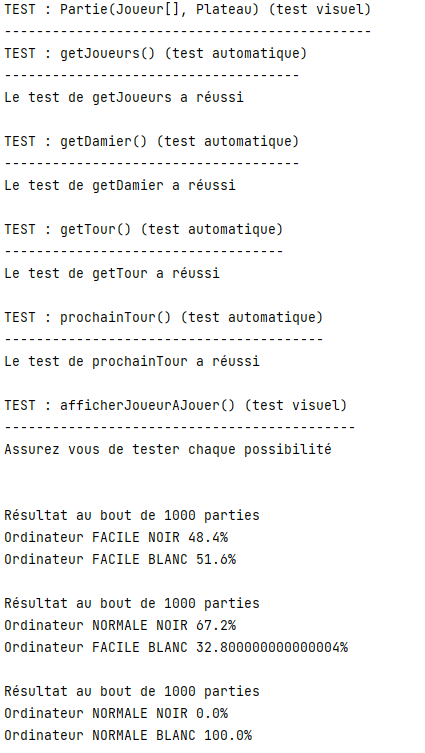 TEST : Partie(Joueur[], Plateau) (test visuel)
----------------------------------------------
TEST : getJoueurs() (test automatique)
-------------------------------------
Le test de getJoueurs a réussi
TEST : getDamier() (test automatique)
-------------------------------------
Le test de getDamier a réussi
TEST : getTour() (test automatique)
-----------------------------------
Le test de getTour a réussi
TEST : prochainTour() (test automatique)
----------------------------------------
Le test de prochainTour a réussi
TEST : afficherJoueurAJouer() (test visuel)
--------------------------------------------
Assurez vous de tester chaque possibilité
Résultat au bout de 1000 parties
Ordinateur FACILE NOIR 48.4%
Ordinateur FACILE BLANC 51.6%
Résultat au bout de 1000 parties
Ordinateur NORMALE NOIR 67.2%
Ordinateur FACILE BLANC 32.800000000000004%
Résultat au bout de 1000 parties
Ordinateur NORMALE NOIR 0.0%
Ordinateur NORMALE BLANC 100.0%